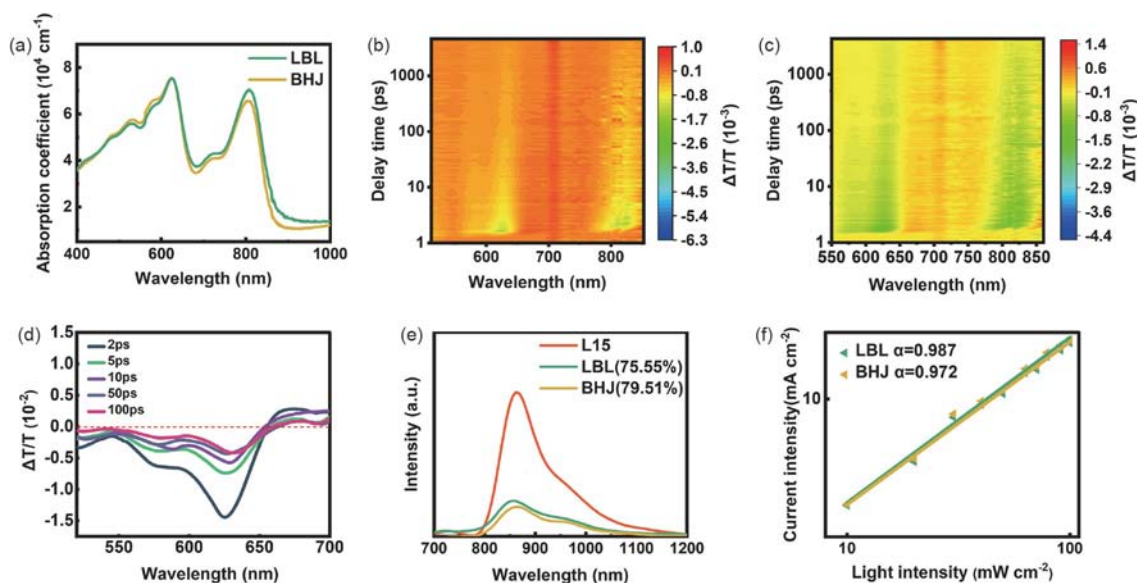 (a)
Absorption coefficient (10⁴ cm⁻¹)
8
6
4
2
400 500 600 700 800 900 1000
Wavelength (nm)
LBL
BHJ
(b)
Delay time (ps)
1000
100
10
1
600 700 800
Wavelength (nm)
1.0
0.1
-0.8
-1.7
-2.6
-3.5
-4.5
-5.4
-6.3
ΔT/T (10⁻³)
(c)
Delay time (ps)
1000
100
10
1
550 600 650 700 750 800 850
Wavelength (nm)
1.4
0.6
-0.1
-0.8
-1.5
-2.2
-2.9
-3.6
-4.4
ΔT/T (10⁻³)
(d)
ΔT/T (10⁻²)
1.5
1.0
0.5
0.0
-0.5
-1.0
-1.5
2ps
5ps
10ps
50ps
100ps
550 600 650 700
Wavelength (nm)
(e)
Intensity (a.u.)
L15
LBL(75.55%)
BHJ(79.51%)
700 800 900 1000 1100 1200
Wavelength (nm)
(f)
Current intensity(mA cm⁻²)
10
LBL α=0.987
BHJ α=0.972
10 100
Light intensity (mW cm⁻²)